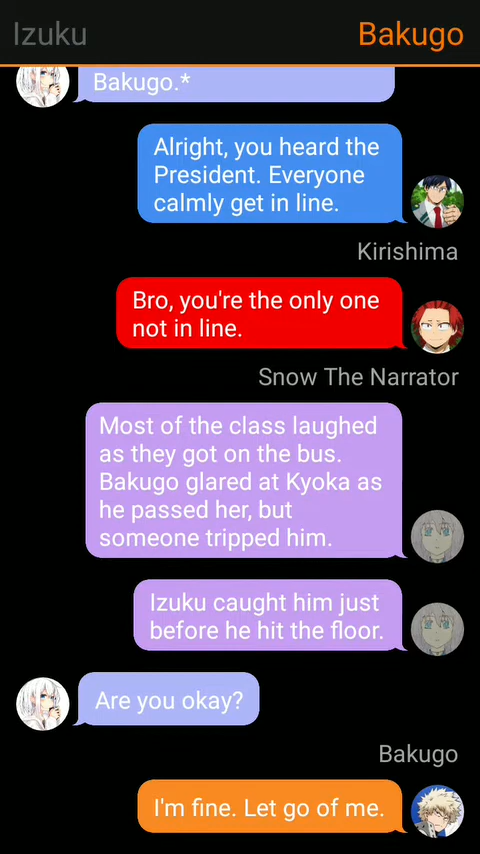 Izuku
Bakugo
Bakugo.*
Alright, you heard the
President. Everyone
calmly get in line.
Kirishima
Bro, you're the only one
not in line.
Snow The Narrator
Most of the class laughed
as they got on the bus.
Bakugo glared at Kyoka as
he passed her, but
someone tripped him.
Izuku caught him just
before he hit the floor.
Are you okay?
Bakugo
I'm fine. Let go of me.